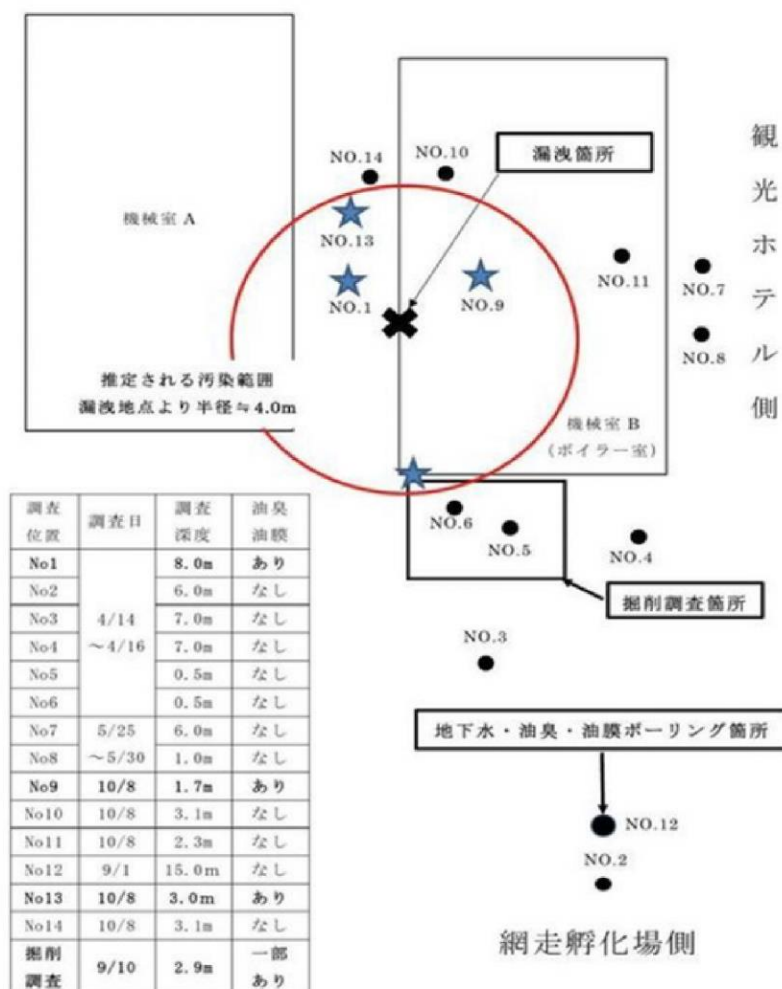 観光ホテル側
漏洩箇所
NO.14
NO.10
機械室 A
NO.13
NO.11
NO.7
NO.1
NO.9
NO.8
推定される汚染範囲
漏洩地点より半径≒4.0m
機械室 B
(ボイラー室)
NO.6
NO.5
NO.4
掘削調査箇所
NO.3
地下水・油臭・油膜ボーリング箇所
NO.12
NO.2
網走孵化場側
調査位置 調査日 調査深度 油臭油膜
No1 4/14～4/16 8.0m あり
No2 6.0m なし
No3 7.0m なし
No4 7.0m なし
No5 0.5m なし
No6 0.5m なし
No7 5/25～5/30 6.0m なし
No8 1.0m なし
No9 10/8 1.7m あり
No10 10/8 3.1m なし
No11 10/8 2.3m なし
No12 9/1 15.0m なし
No13 10/8 3.0m あり
No14 10/8 3.1m なし
掘削調査 9/10 2.9m 一部あり